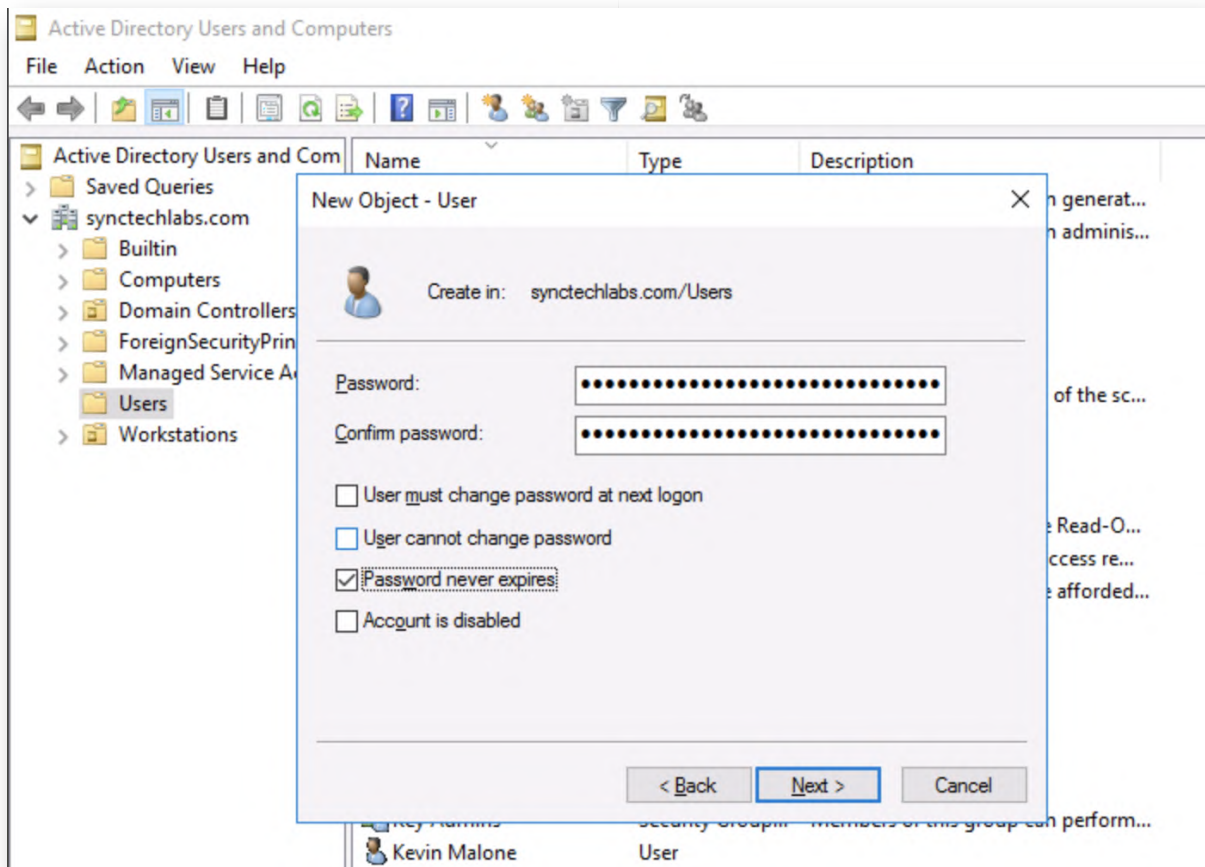 Active Directory Users and Computers
File Action View Help
Active Directory Users and Com
Saved Queries
synctechlabs.com
Builtin
Computers
Domain Controllers
ForeignSecurityPrin
Managed Service A
Users
Workstations
Name Type Description
generat...
adminis...
of the sc...
Read-O...
ccess re...
afforded...
New Object - User
Create in: synctechlabs.com/Users
Password:
Confirm password:
User must change password at next logon
User cannot change password
Password never expires
Account is disabled
< Back Next > Cancel
Key Admins Security Group... Members of this group can perform...
Kevin Malone User